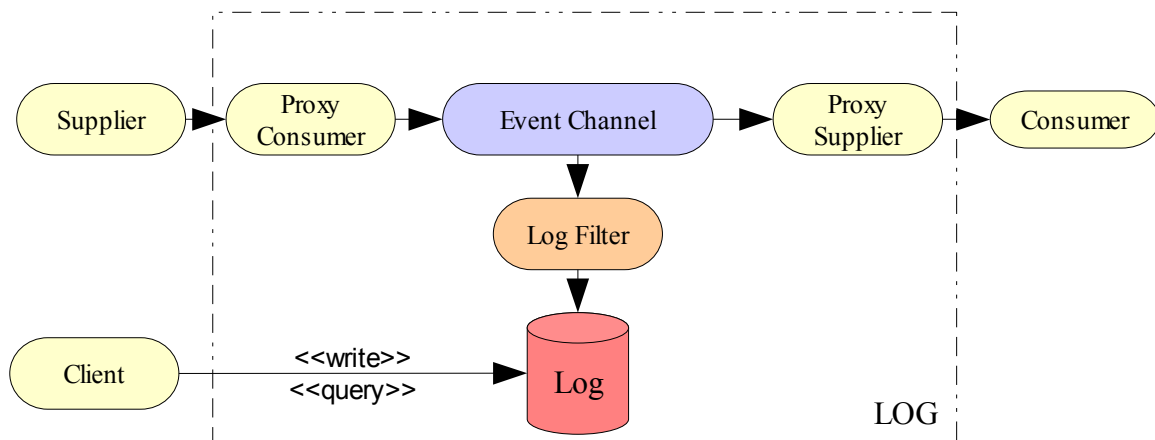 Supplier
Proxy
Consumer
Event Channel
Proxy
Supplier
Consumer
Log Filter
Client
<<write>>
<<query>>
Log
LOG